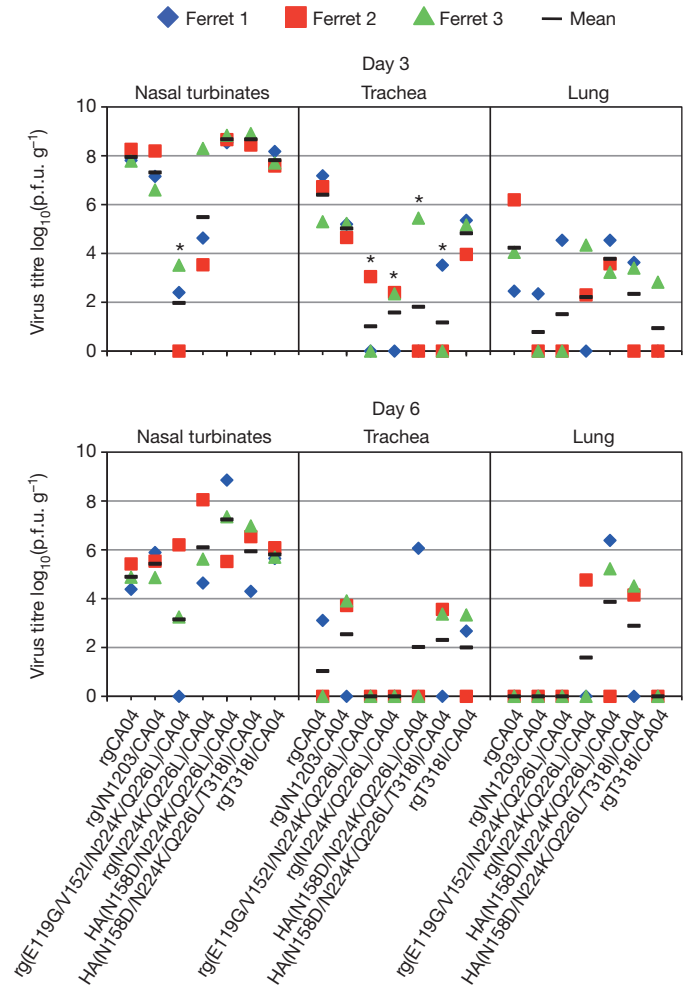 Ferret 1 Ferret 2 Ferret 3 Mean
Day 3
Nasal turbinates Trachea Lung
Virus titre log10(p.f.u. g–1)
10
8
6
4
2
0
*
*
*
*
*
Day 6
Nasal turbinates Trachea Lung
Virus titre log10(p.f.u. g–1)
10
8
6
4
2
0
rgCA04
rgVN1203/CA04
rg(E119G/V152I/N224K/Q226L)/CA04
rg(N224K/Q226L)/CA04
HA(N158D/N224K/Q226L)/CA04
HA(N158D/N224K/Q226L/T318I)/CA04
rgT318I/CA04
rgCA04
rgVN1203/CA04
rg(E119G/V152I/N224K/Q226L)/CA04
rg(N224K/Q226L)/CA04
HA(N158D/N224K/Q226L)/CA04
HA(N158D/N224K/Q226L/T318I)/CA04
rgT318I/CA04
rgCA04
rgVN1203/CA04
rg(E119G/V152I/N224K/Q226L)/CA04
rg(N224K/Q226L)/CA04
HA(N158D/N224K/Q226L)/CA04
HA(N158D/N224K/Q226L/T318I)/CA04
rgT318I/CA04